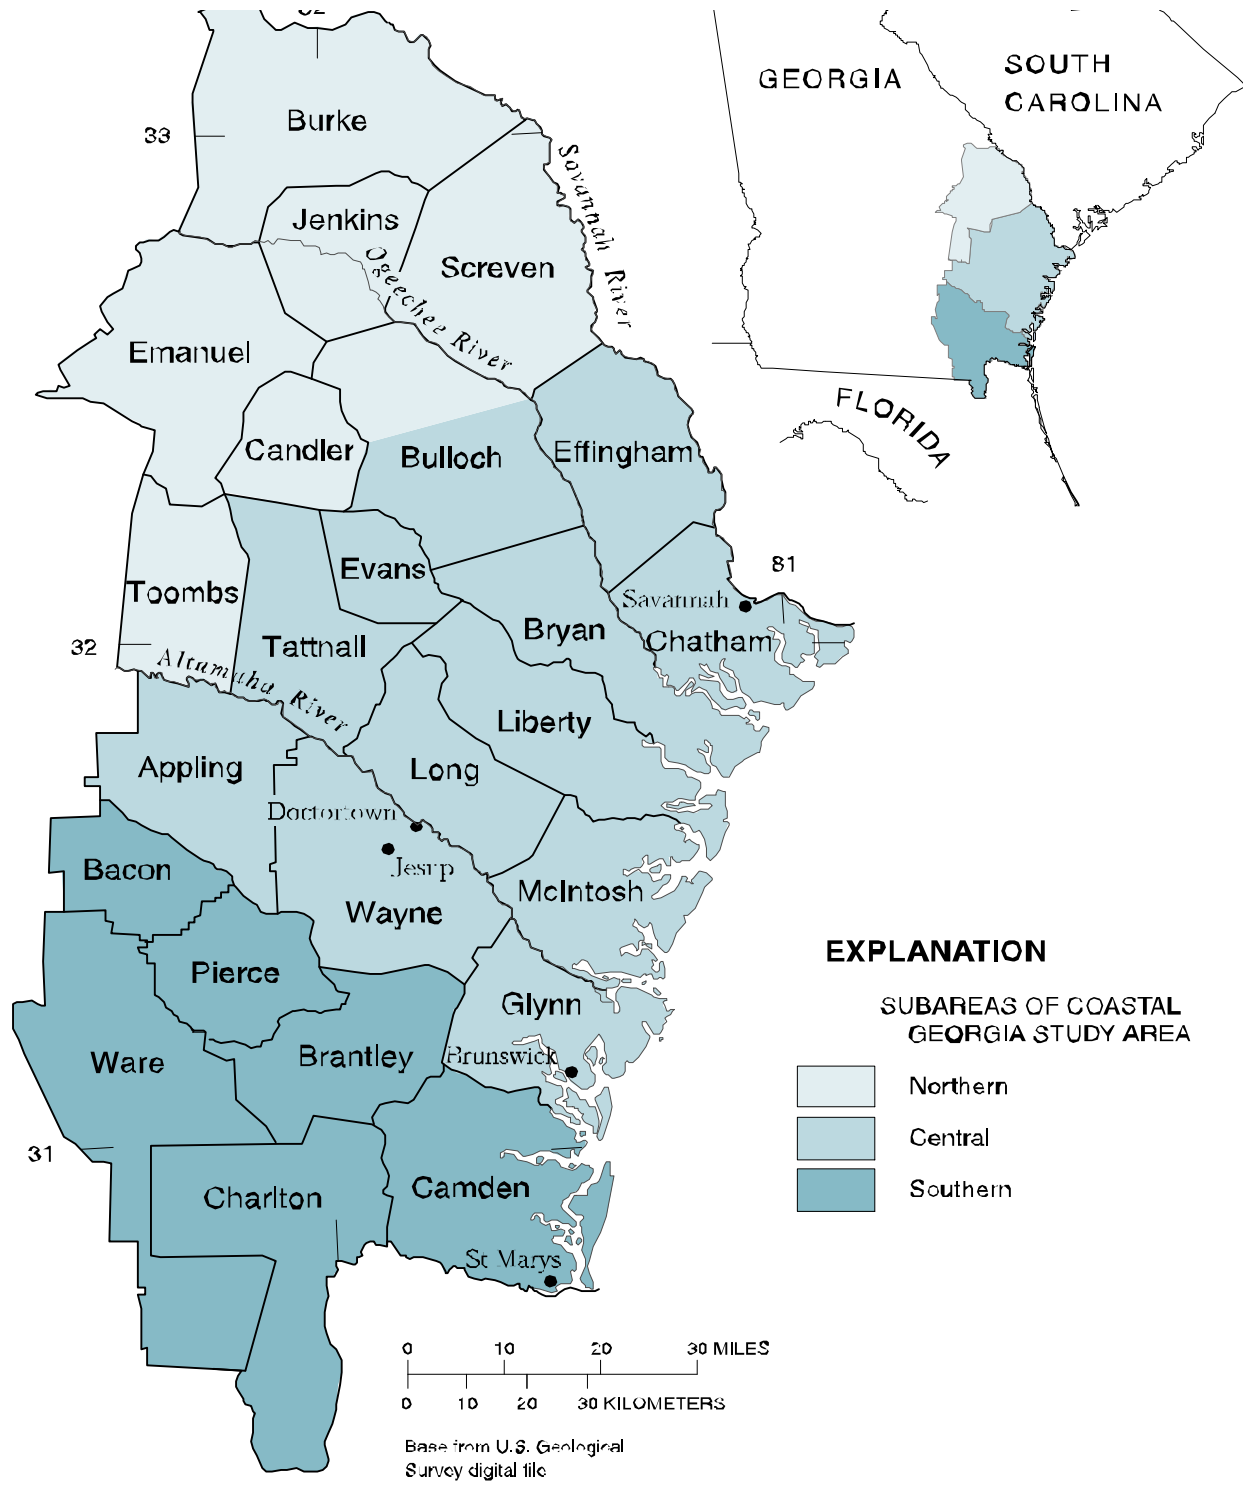 GEORGIA
SOUTH
CAROLINA
Burke
33
Savannah River
Jenkins
Screven
Ogeechee River
Emanuel
FLORIDA
Candler
Bulloch
Effingham
81
Evans
Toombs
Savannah
Bryan
Chatham
32
Tattnall
Altamaha River
Liberty
Appling
Long
Doctortown
Bacon
Jesup
McIntosh
Wayne
Pierce
Glynn
Ware
Brantley
Brunswick
31
Charlton
Camden
St Marys
EXPLANATION
SUBAREAS OF COASTAL
GEORGIA STUDY AREA
Northern
Central
Southern
0 10 20 30 MILES
0 10 20 30 KILOMETERS
Base from U.S. Geological
Survey digital file